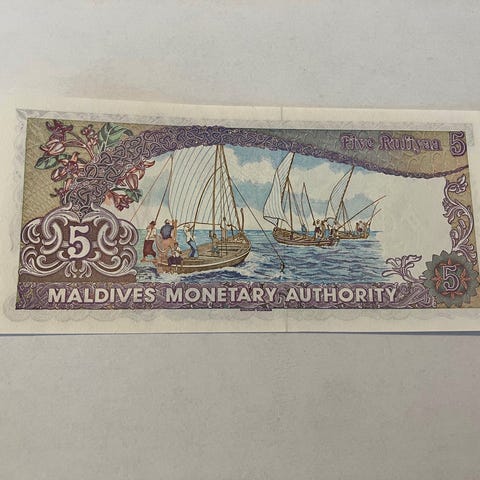 Five Rufiyaa 5
5
5
MALDIVES MONETARY AUTHORITY